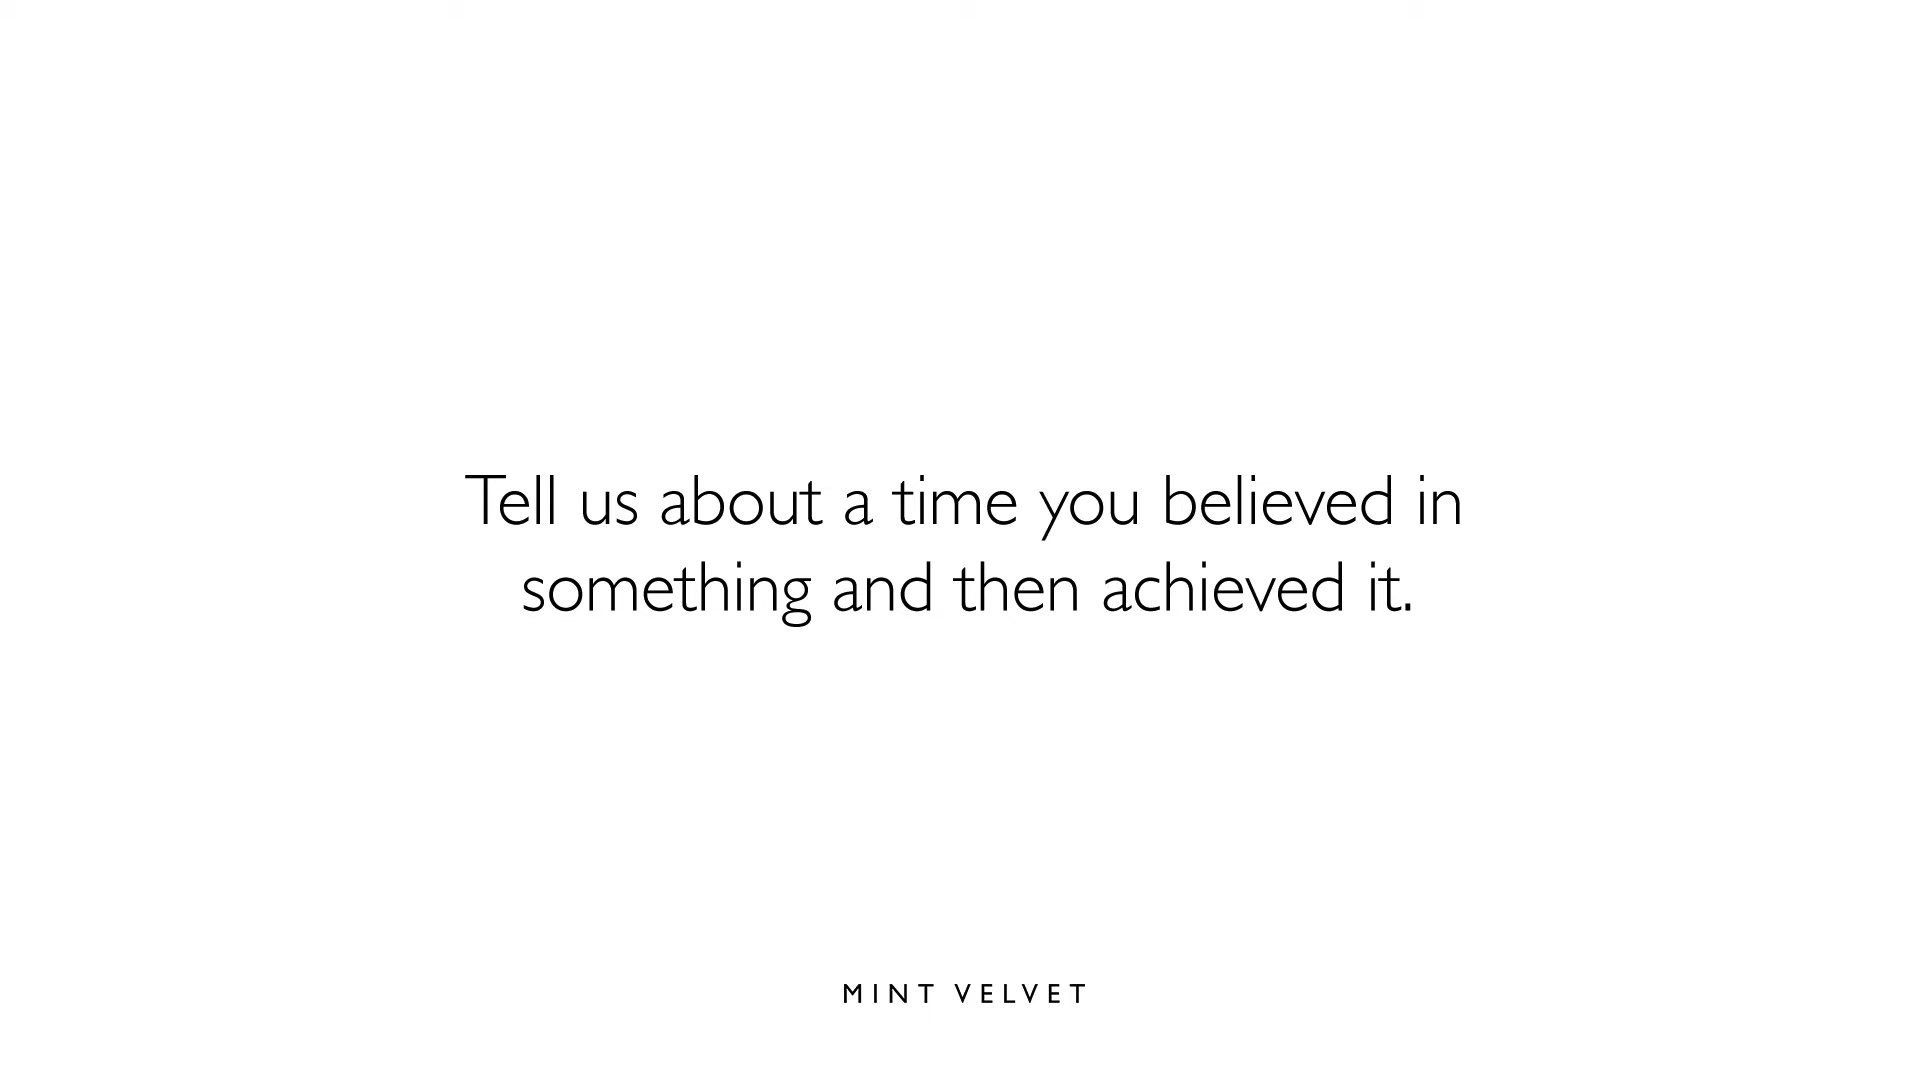 Tell us about a time you believed in
something and then achieved it.
MINT VELVET